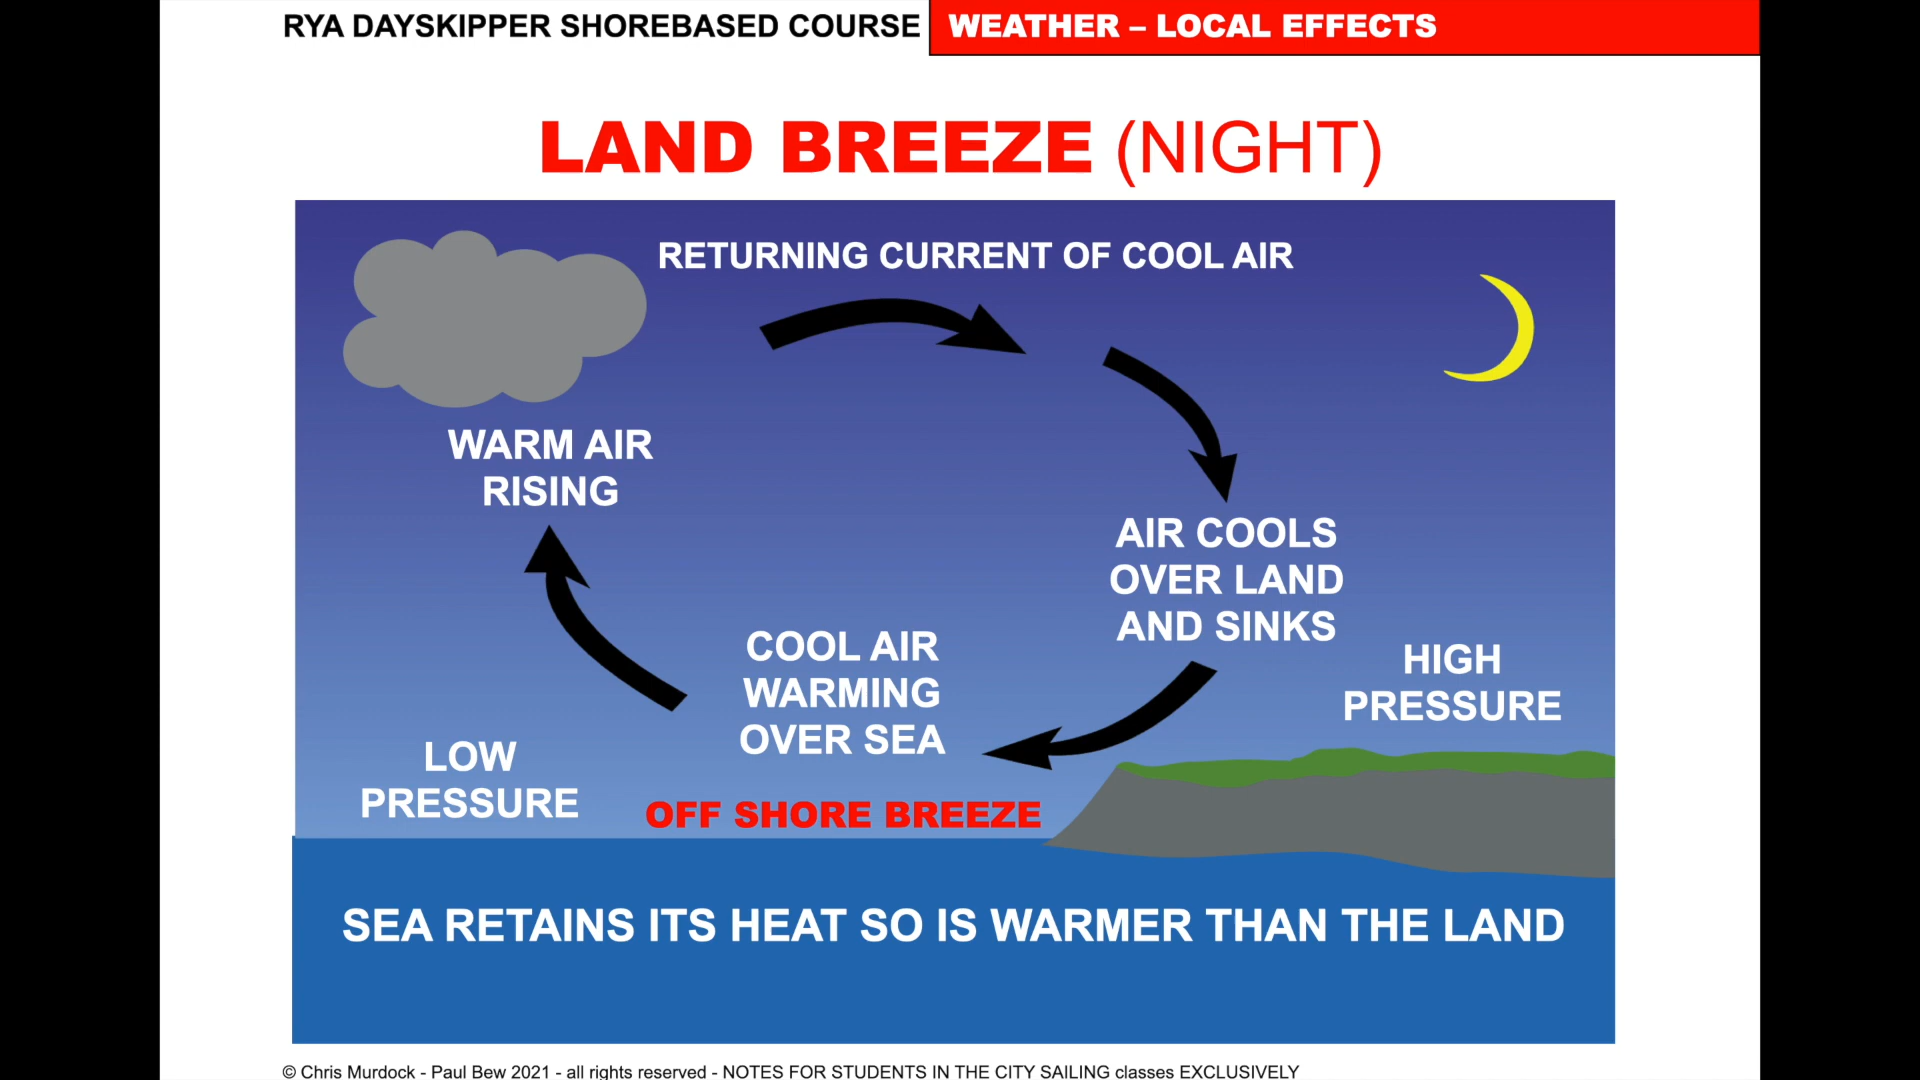 RYA DAYSKIPPER SHOREBASED COURSE
WEATHER – LOCAL EFFECTS
LAND BREEZE (NIGHT)
RETURNING CURRENT OF COOL AIR
WARM AIR
RISING
AIR COOLS
OVER LAND
AND SINKS
COOL AIR
WARMING
OVER SEA
HIGH
PRESSURE
LOW
PRESSURE
OFF SHORE BREEZE
SEA RETAINS ITS HEAT SO IS WARMER THAN THE LAND
© Chris Murdock - Paul Bew 2021 - all rights reserved - NOTES FOR STUDENTS IN THE CITY SAILING classes EXCLUSIVELY